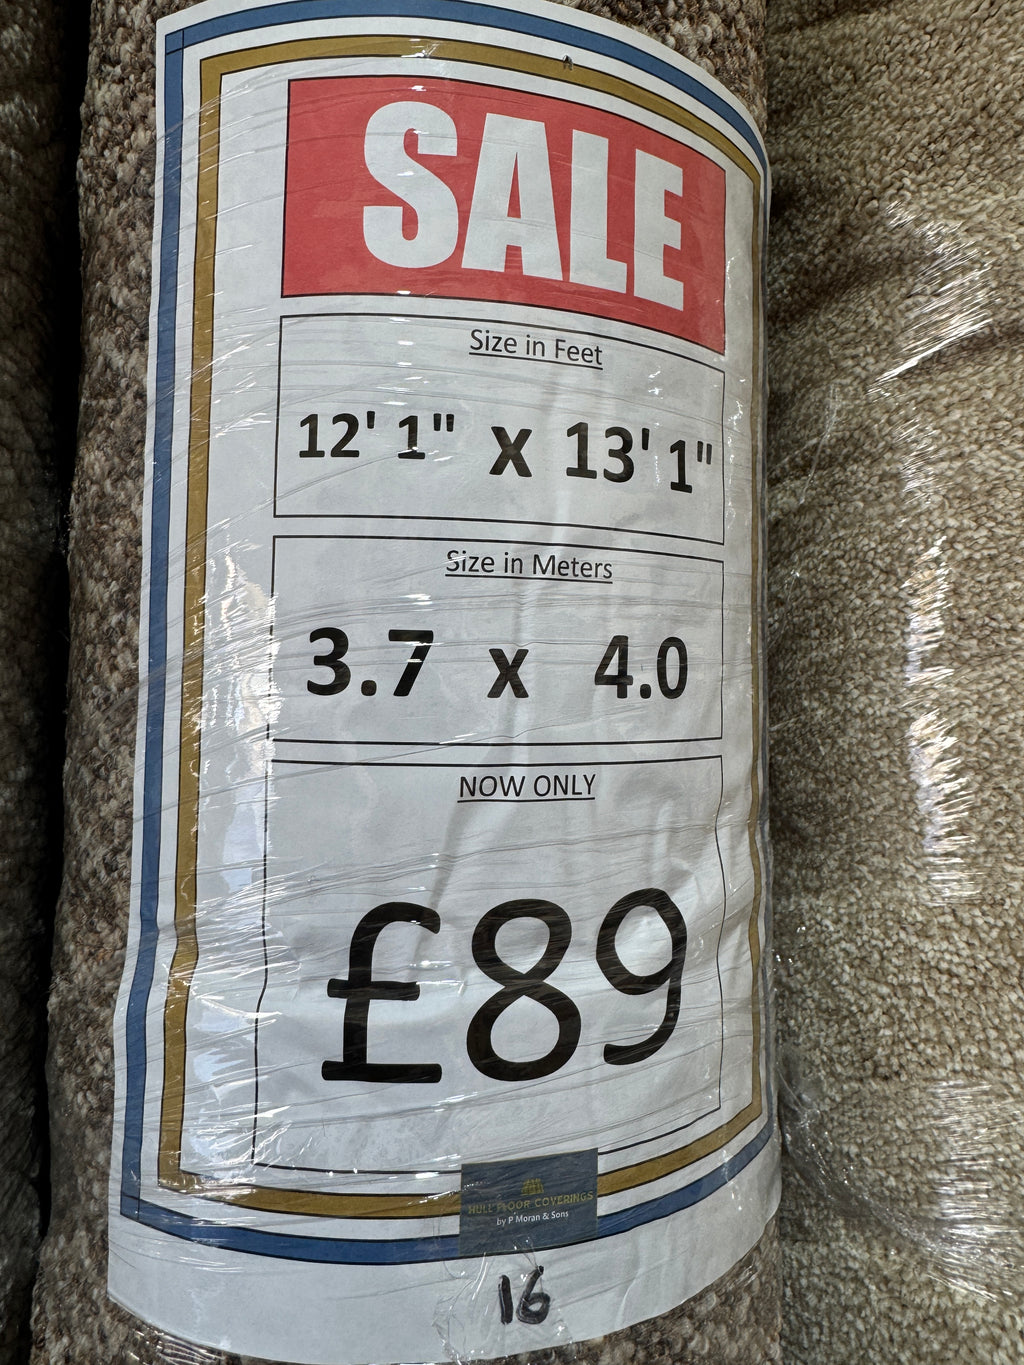 SALE
Size in Feet
12' 1" x 13' 1"
Size in Meters
3.7 x 4.0
NOW ONLY
£89
HULL FLOOR COVERINGS
by P Moran & Sons
16